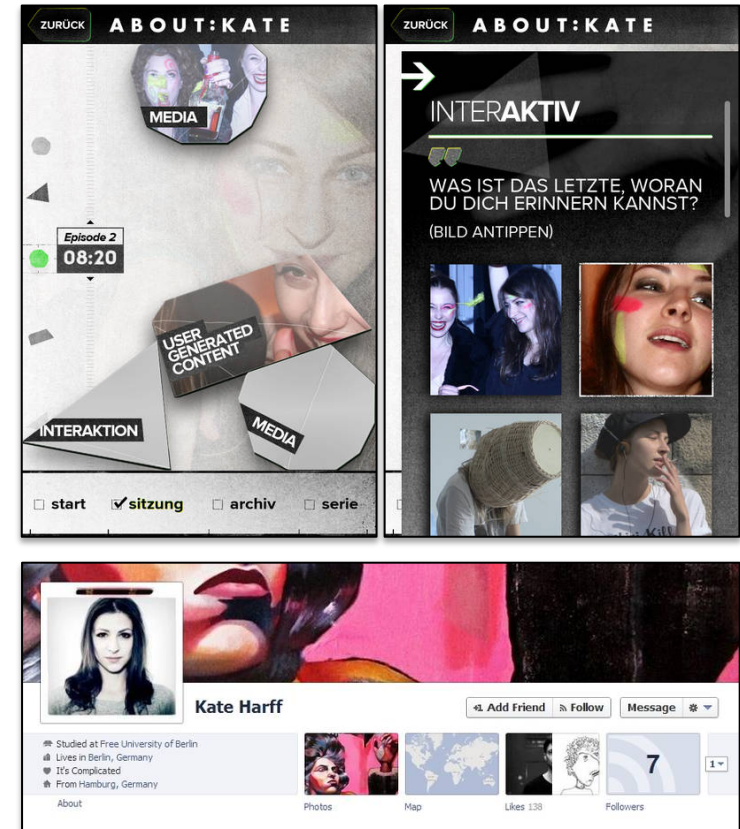 ZURÜCK
ABOUT:KATE
MEDIA
Episode 2
08:20
USER
GENERATED
CONTENT
INTERAKTION
MEDIA
start
sitzung
archiv
serie
ZURÜCK
ABOUT:KATE
INTERAKTIV
WAS IST DAS LETZTE, WORAN
DU DICH ERINNERN KANNST?
(BILD ANTIPPEN)
Kate Harff
+1 Add Friend
Follow
Message
Studied at Free University of Berlin
Lives in Berlin, Germany
It's Complicated
From Hamburg, Germany
About
Photos
Map
Likes 138
7
Followers
1